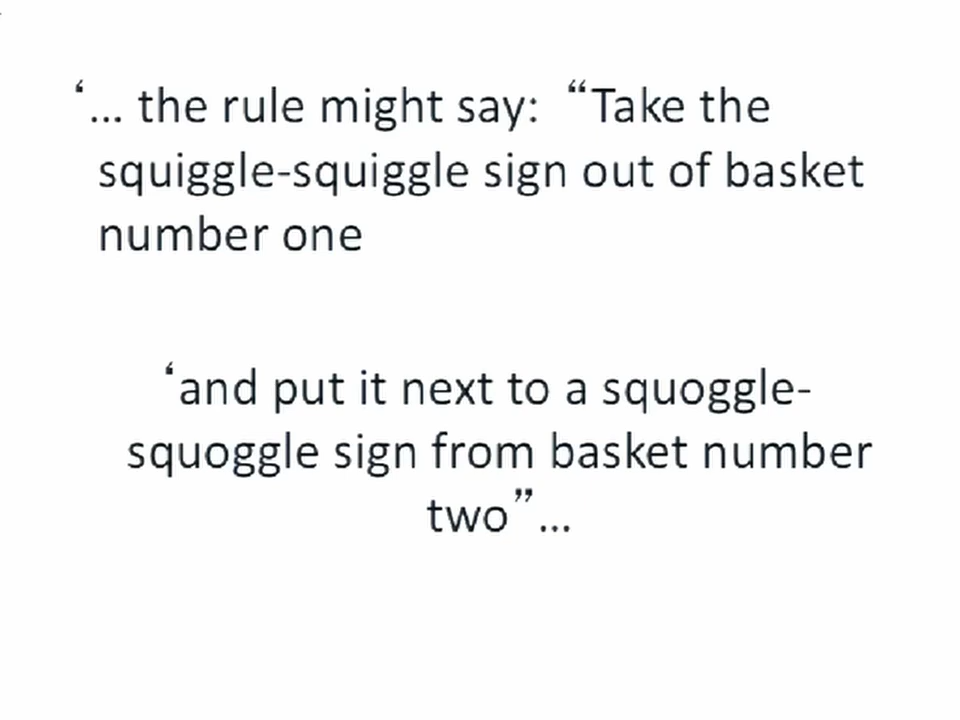 ‘... the rule might say:  “Take the
squiggle-squiggle sign out of basket
number one
‘and put it next to a squoggle-
squoggle sign from basket number
two”...